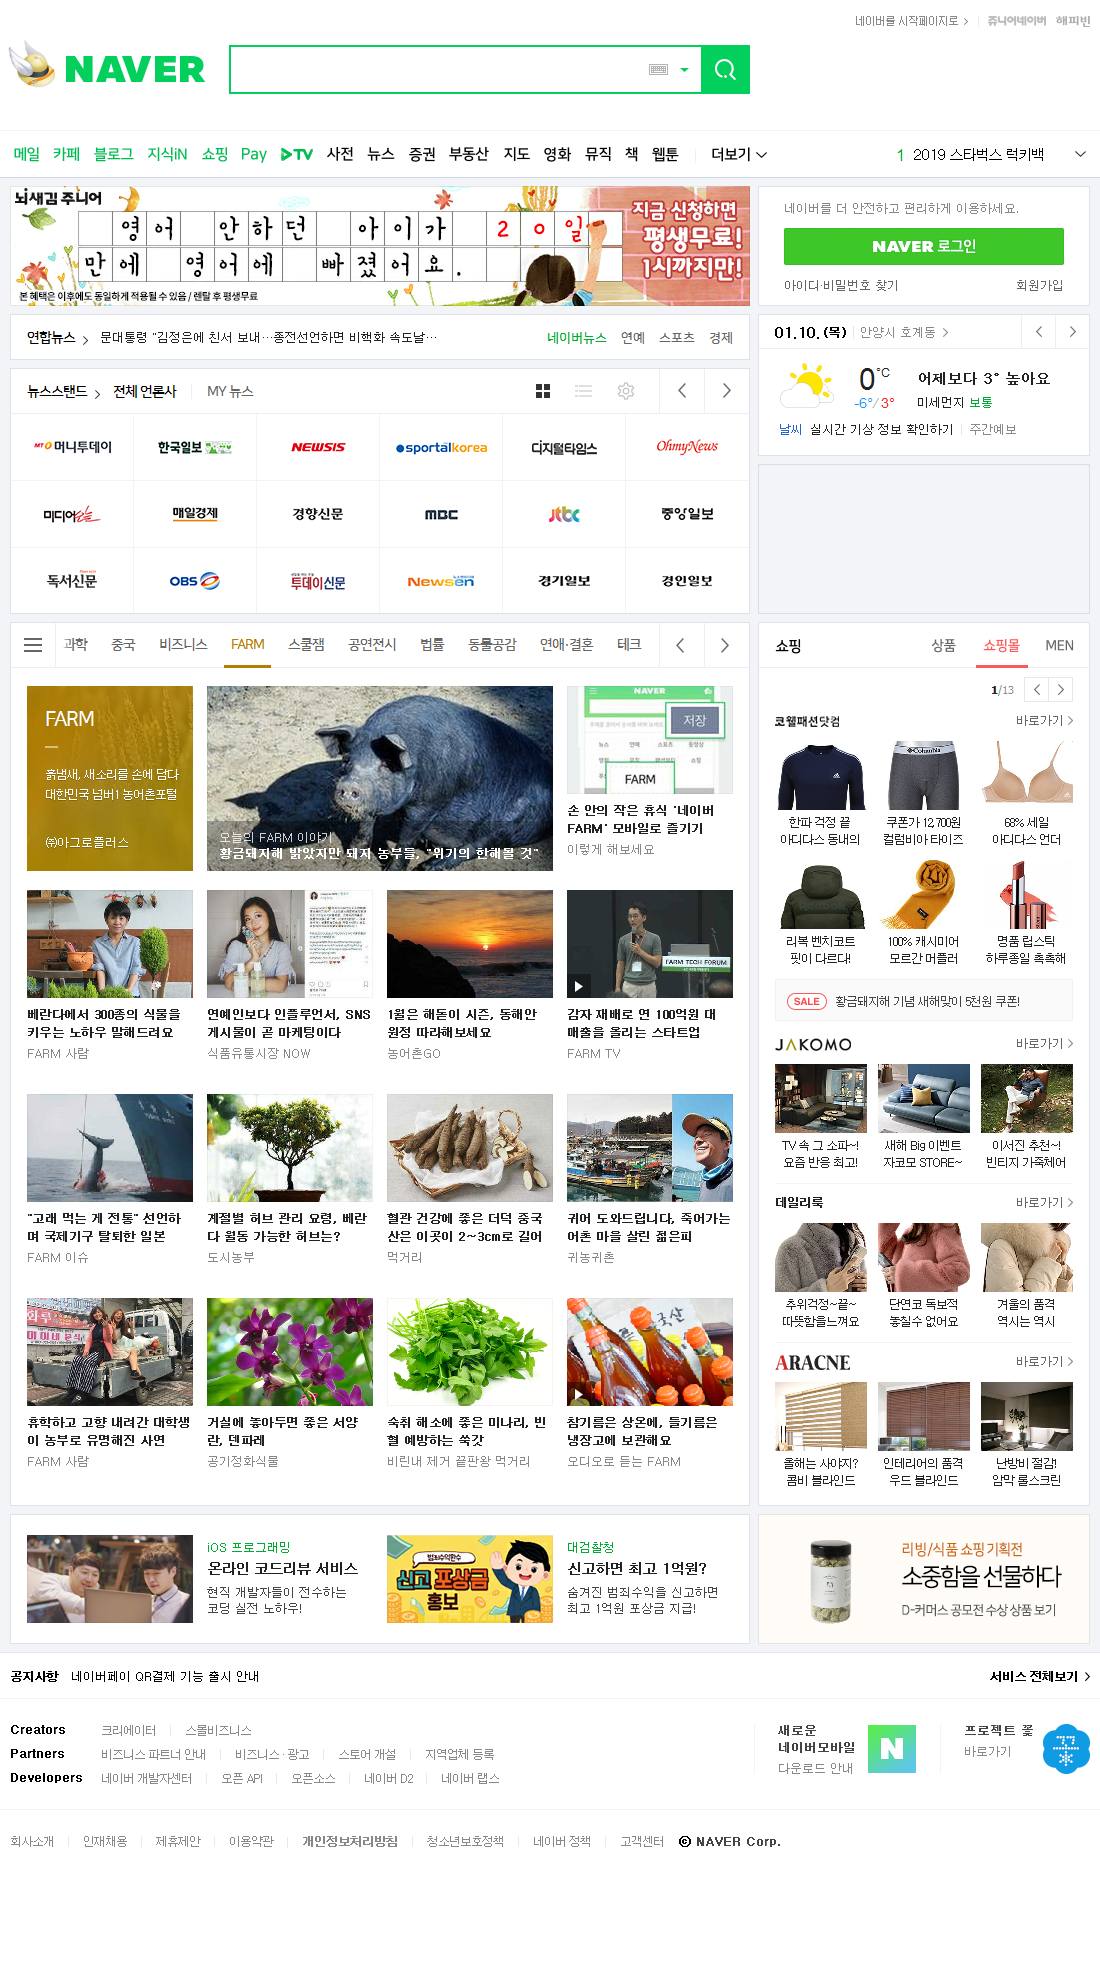 네이버를 시작페이지로
쥬니어네이버 해피빈
NAVER
메일 카페 블로그 지식iN 쇼핑 Pay TV 사전 뉴스 증권 부동산 지도 영화 뮤직 책 웹툰 더보기
1 2019 스타벅스 럭키백
뇌새김 주니어
영어 안하던 아이가 20일
만에 영어에 빠졌어요.
지금 신청하면
평생무료!
1시까지만!
본 혜택은 이후에도 동일하게 적용될 수 있음 / 렌탈 후 평생무료
네이버를 더 안전하고 편리하게 이용하세요.
NAVER 로그인
아이디·비밀번호 찾기 회원가입
연합뉴스 문대통령 "김정은에 친서 보내…종전선언하면 비핵화 속도날…
네이버뉴스 연예 스포츠 경제
01.10.(목) 안양시 호계동
0°C
-6°/3°
어제보다 3° 높아요
미세먼지 보통
날씨 실시간 기상 정보 확인하기 주간예보
뉴스스탠드 전체 언론사 MY 뉴스
MT 머니투데이 한국일보 NEWSIS sportalkorea 디지털타임스 OhmyNews
미디어오늘 매일경제 경향신문 MBC jtbc 중앙일보
독서신문 OBS 투데이신문 Newsen 경기일보 경인일보
과학 중국 비즈니스 FARM 스쿨잼 공연전시 법률 동물공감 연애·결혼 테크
FARM
흙냄새, 새소리를 손에 담다
대한민국 넘버1 농어촌포털
㈜아그로플러스
오늘의 FARM 이야기
황금돼지해 밝았지만 돼지 농부들, "위기의 한해될 것"
NAVER
저장
FARM
손 안의 작은 휴식 '네이버
FARM' 모바일로 즐기기
이렇게 해보세요
FARM TECH FORUM
베란다에서 300종의 식물을
키우는 노하우 말해드려요
FARM 사람
연예인보다 인플루언서, SNS
게시물이 곧 마케팅이다
식품유통시장 NOW
1월은 해돋이 시즌, 동해안
원정 따라해보세요
농어촌GO
감자 재배로 연 100억원 대
매출을 올리는 스타트업
FARM TV
"고래 먹는 게 전통" 선언하
며 국제기구 탈퇴한 일본
FARM 이슈
계절별 허브 관리 요령, 베란
다 월동 가능한 허브는?
도시농부
혈관 건강에 좋은 더덕 중국
산은 이곳이 2~3cm로 길어
먹거리
귀어 도와드립니다, 죽어가는
어촌 마을 살린 젊은피
귀농귀촌
휴학하고 고향 내려간 대학생
이 농부로 유명해진 사연
FARM 사람
거실에 놓아두면 좋은 서양
란, 덴파레
공기정화식물
숙취 해소에 좋은 미나리, 빈
혈 예방하는 쑥갓
비린내 제거 끝판왕 먹거리
참기름은 상온에, 들기름은
냉장고에 보관해요
오디오로 듣는 FARM
쇼핑 상품 쇼핑몰 MEN
1/13
코웰패션닷컴 바로가기
Columbia
한파 걱정 끝
아디다스 동내의
쿠폰가 12,700원
컬럼비아 타이즈
68% 세일
아디다스 언더
리복 벤치코트
핏이 다르다!
100% 캐시미어
모르간 머플러
명품 립스틱
하루종일 촉촉해
SALE 황금돼지해 기념 새해맞이 5천원 쿠폰!
JAKOMO 바로가기
TV 속 그 소파~!
요즘 반응 최고!
새해 Big 이벤트
자코모 STORE~
이서진 추천~!
빈티지 가죽체어
데일리룩 바로가기
추위걱정~끝~
따뜻함을느껴요
단연코 독보적
놓칠수 없어요
겨울의 품격
역시는 역시
ARACNE 바로가기
올해는 사야지?
콤비 블라인드
인테리어의 품격
우드 블라인드
난방비 절감!
암막 롤스크린
iOS 프로그래밍
온라인 코드리뷰 서비스
현직 개발자들이 전수하는
코딩 실전 노하우!
범죄수익환수
신고 포상금
홍보
대검찰청
신고하면 최고 1억원?
숨겨진 범죄수익을 신고하면
최고 1억원 포상금 지급!
리빙/식품 쇼핑 기획전
소중함을 선물하다
D-커머스 공모전 수상 상품 보기
공지사항 네이버페이 QR결제 기능 출시 안내
서비스 전체보기
Creators 크리에이터 스몰비즈니스
Partners 비즈니스 파트너 안내 비즈니스·광고 스토어 개설 지역업체 등록
Developers 네이버 개발자센터 오픈 API 오픈소스 네이버 D2 네이버 랩스
새로운
네이버모바일
다운로드 안내
N
프로젝트 꽃
바로가기
회사소개 인재채용 제휴제안 이용약관 개인정보처리방침 청소년보호정책 네이버 정책 고객센터 ⓒ NAVER Corp.